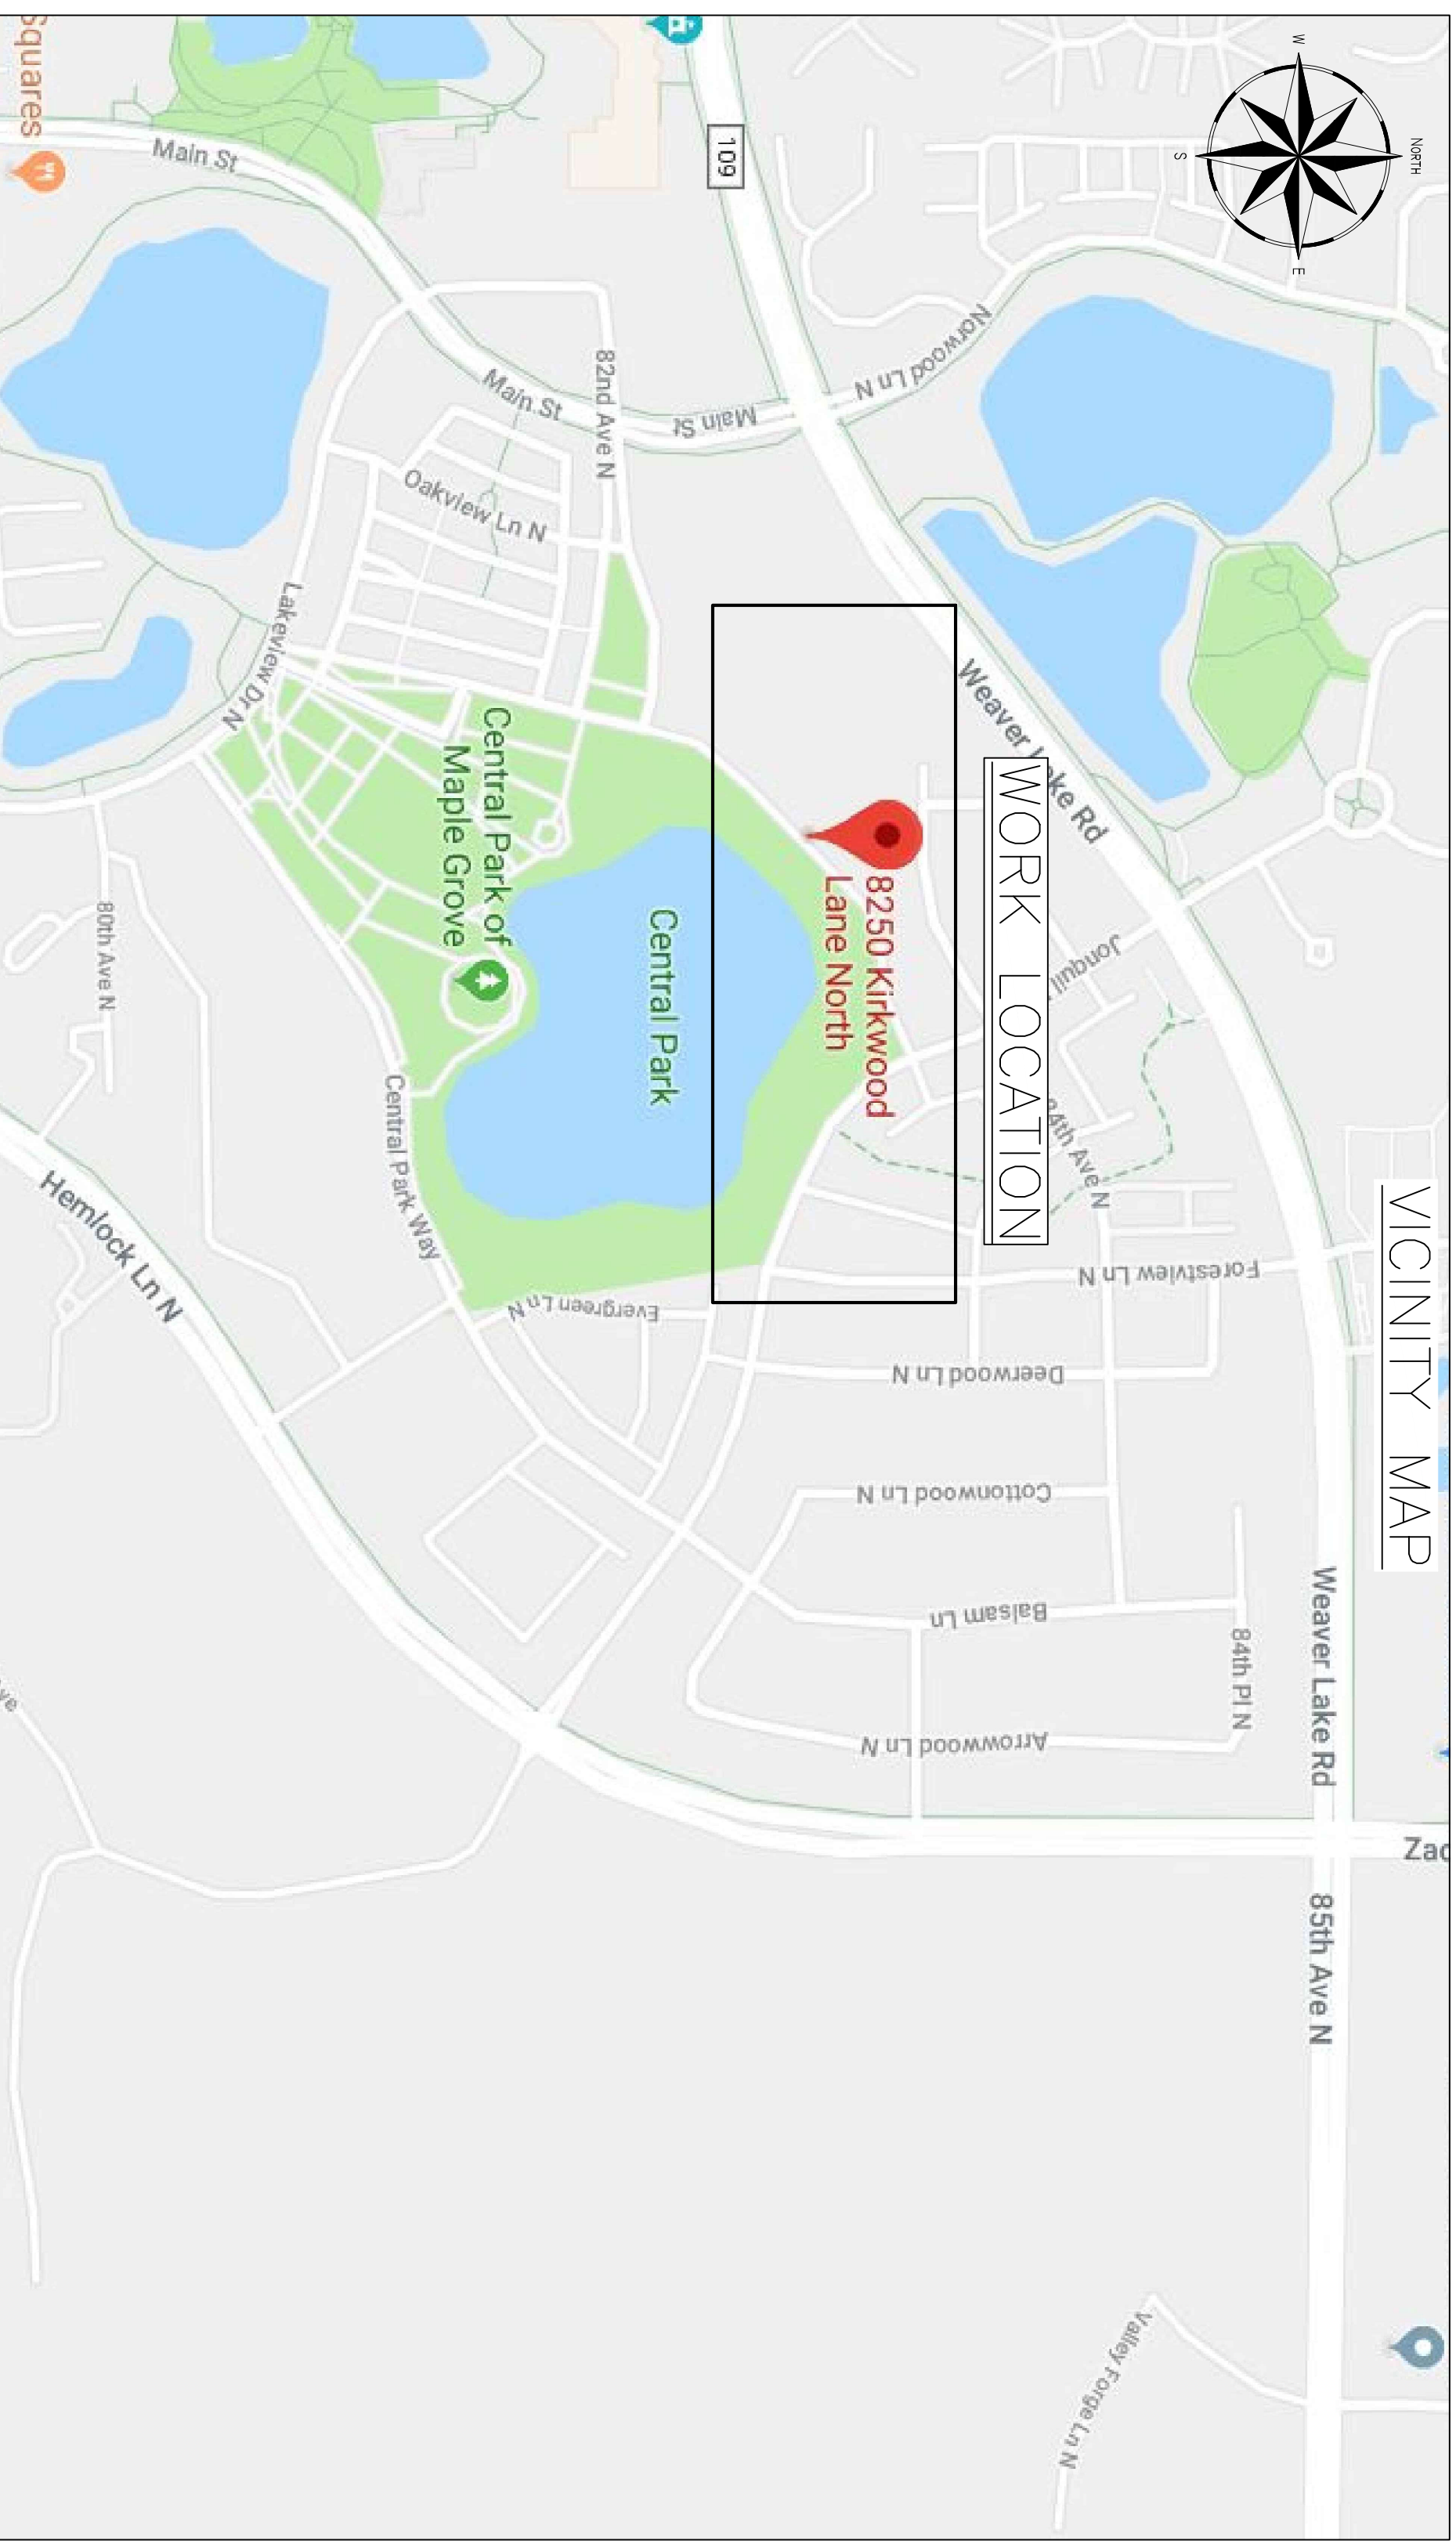 VICINITY MAP
NORTH
W
E
S
WORK LOCATION
8250 Kirkwood
Lane North
Weaver Lake Rd
Weaver Lake Rd
85th Ave N
Zac
109
Norwood Ln N
Main St
Main St
Main St
82nd Ave N
Oakview Ln N
Lakeview Dr N
Squares
Central Park of
Maple Grove
Central Park
Jonquil
84th Ave N
Forestview Ln N
Evergreen Ln N
Deerwood Ln N
Cottonwood Ln N
Balsam Ln
84th Pl N
Arrowwood Ln N
Central Park Way
80th Ave N
Hemlock Ln N
Valley Forge Ln N
ve